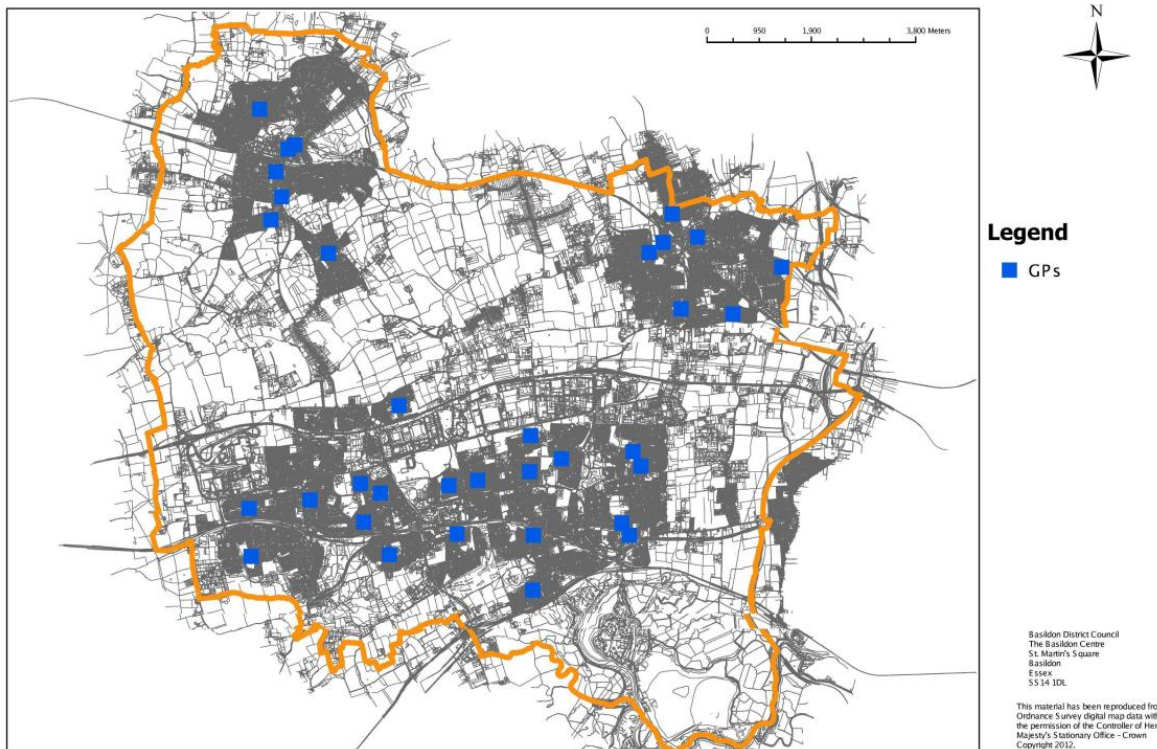 N
0 950 1,900 3,800 Meters
Legend
GPs
Basildon District Council
The Basildon Centre
St. Martin's Square
Basildon
Essex
SS14 1DL
This material has been reproduced fro
Ordnance Survey digital map data with
the permission of the Controller of Her
Majesty's Stationary Office - Crown
Copyright 2012.